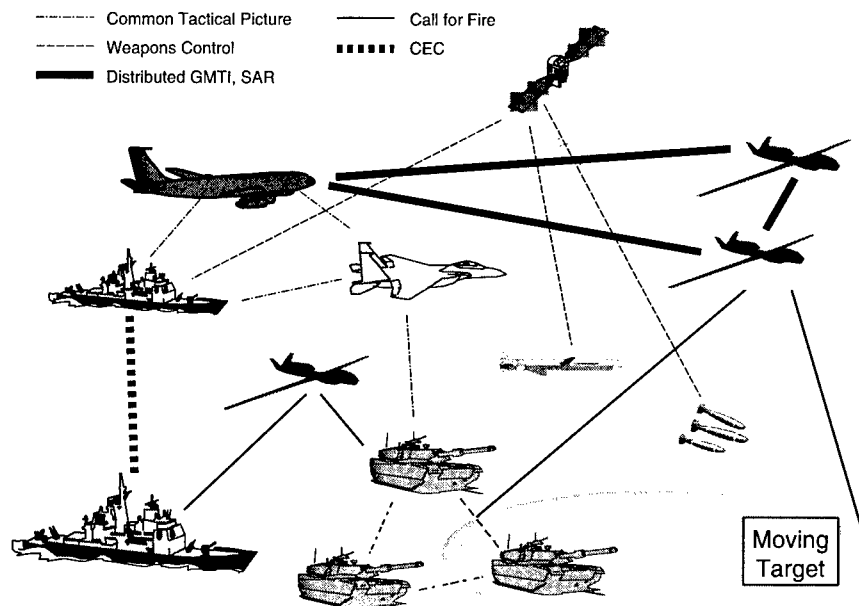 Common Tactical Picture
Weapons Control
Distributed GMTI, SAR
Call for Fire
CEC
Moving
Target